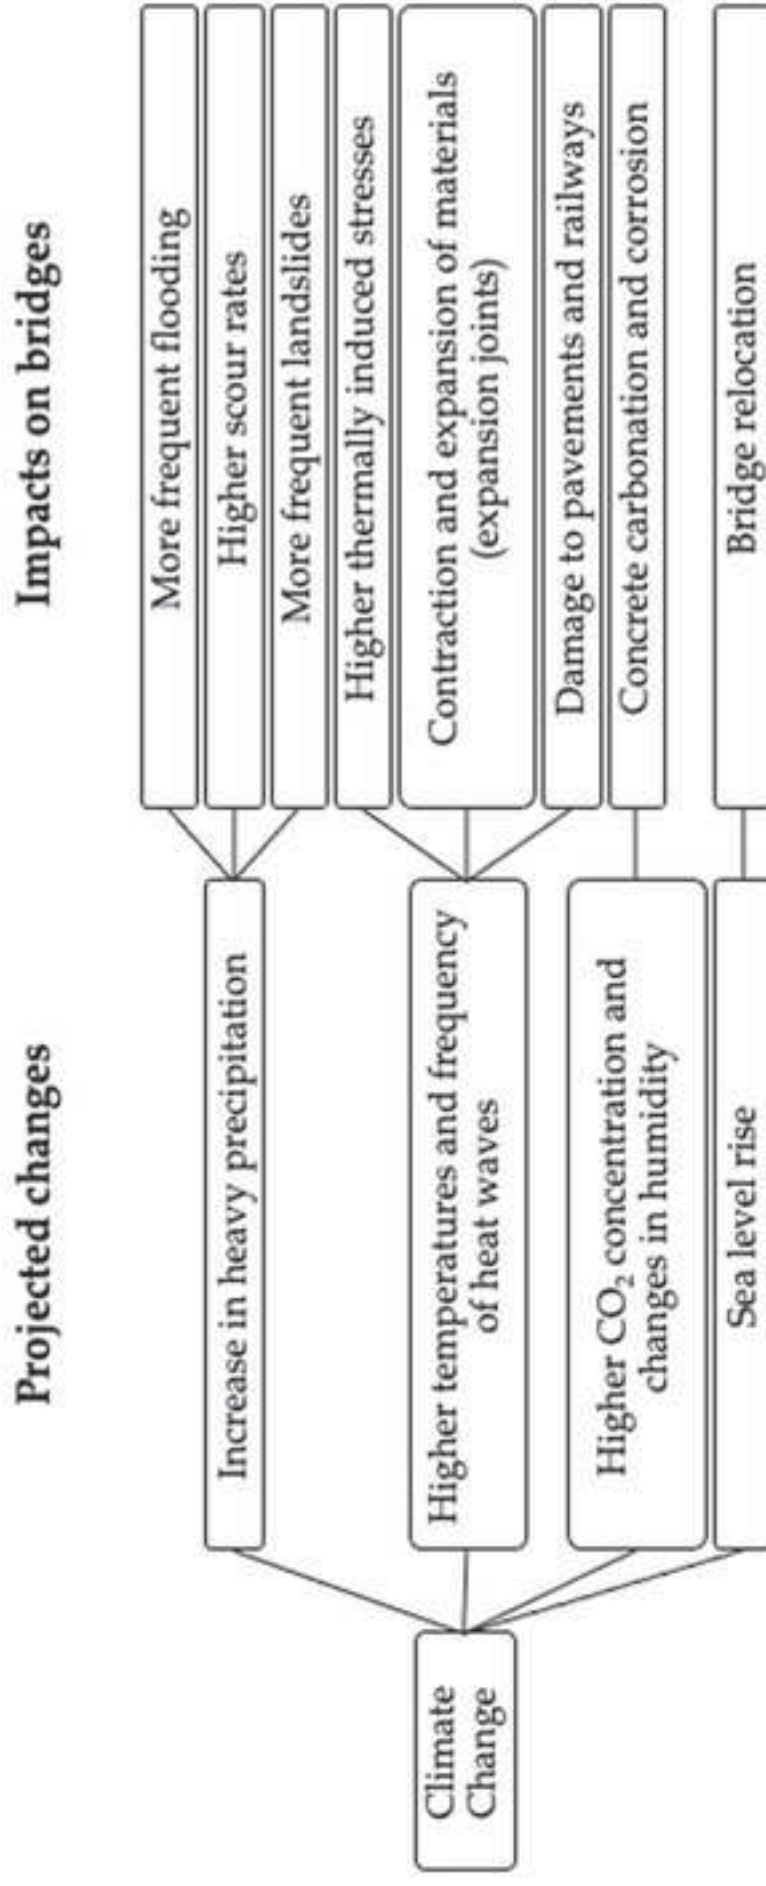 Projected changes
Impacts on bridges
Climate
Change
Increase in heavy precipitation
Higher temperatures and frequency
of heat waves
Higher CO₂ concentration and
changes in humidity
Sea level rise
More frequent flooding
Higher scour rates
More frequent landslides
Higher thermally induced stresses
Contraction and expansion of materials
(expansion joints)
Damage to pavements and railways
Concrete carbonation and corrosion
Bridge relocation